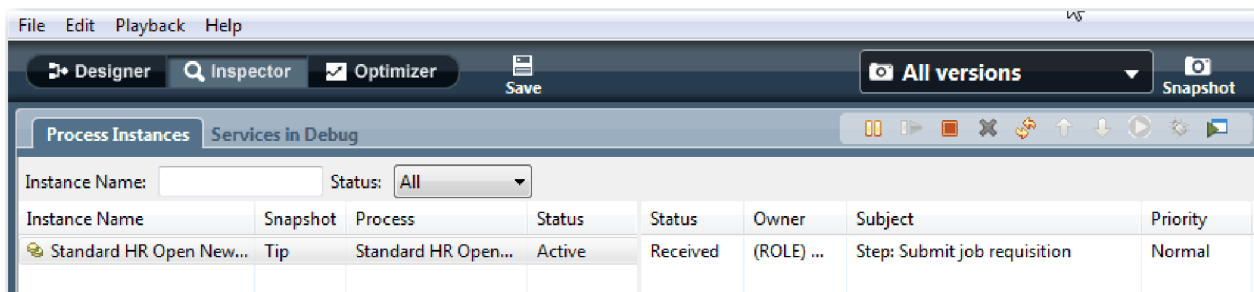 File Edit Playback Help
Designer Inspector Optimizer Save All versions Snapshot
Process Instances Services in Debug
Instance Name: Status: All
Instance Name Snapshot Process Status Status Owner Subject Priority
Standard HR Open New... Tip Standard HR Open... Active Received (ROLE) ... Step: Submit job requisition Normal